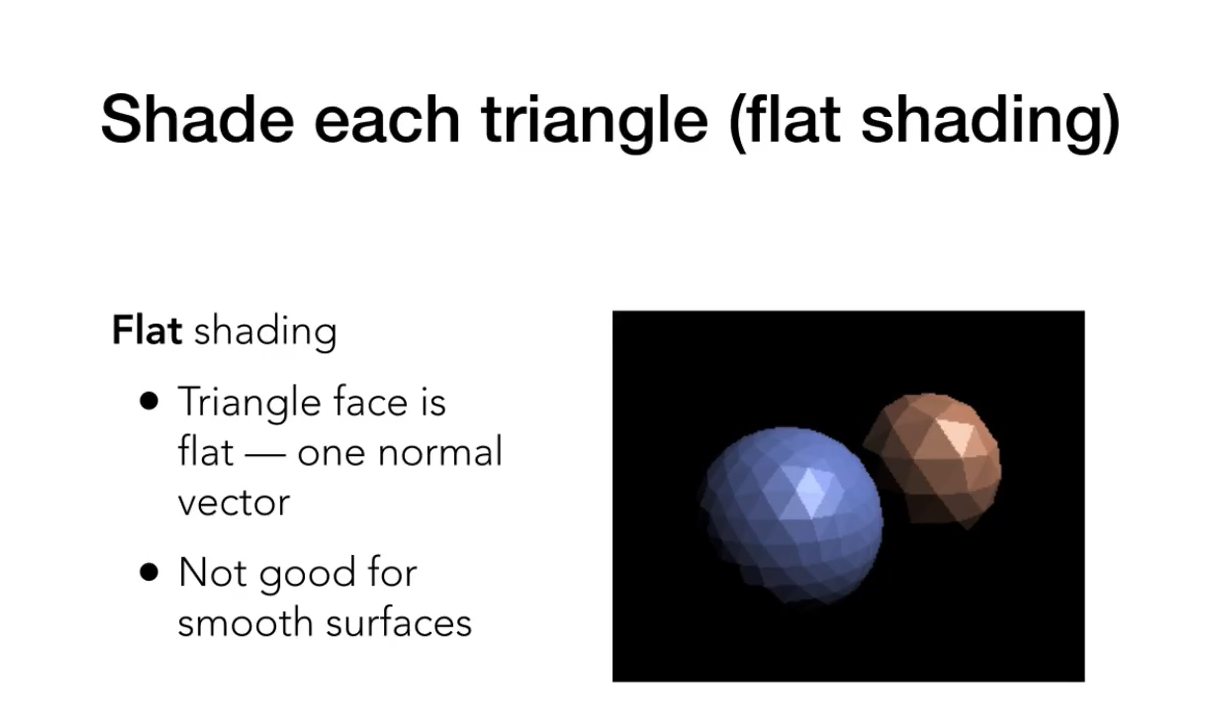 Shade each triangle (flat shading)
Flat shading
● Triangle face is
flat — one normal
vector
● Not good for
smooth surfaces